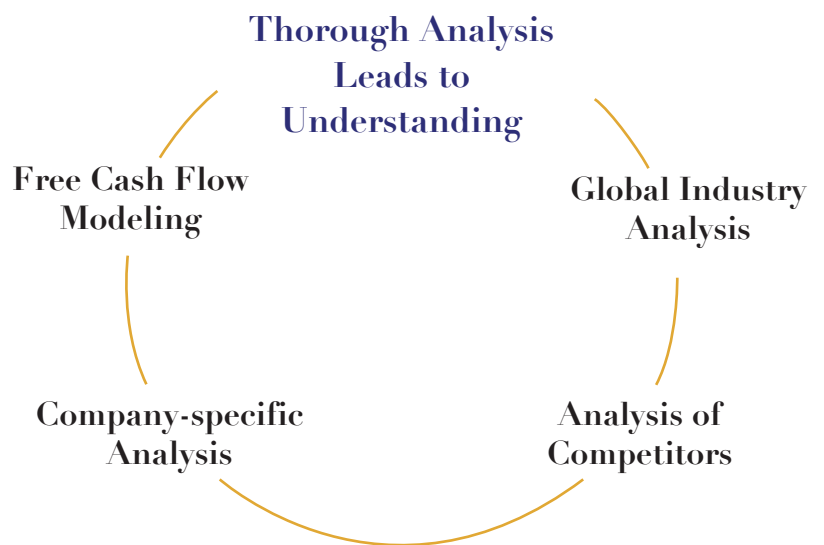 Thorough Analysis
Leads to
Understanding
Free Cash Flow
Modeling
Global Industry
Analysis
Company-specific
Analysis
Analysis of
Competitors